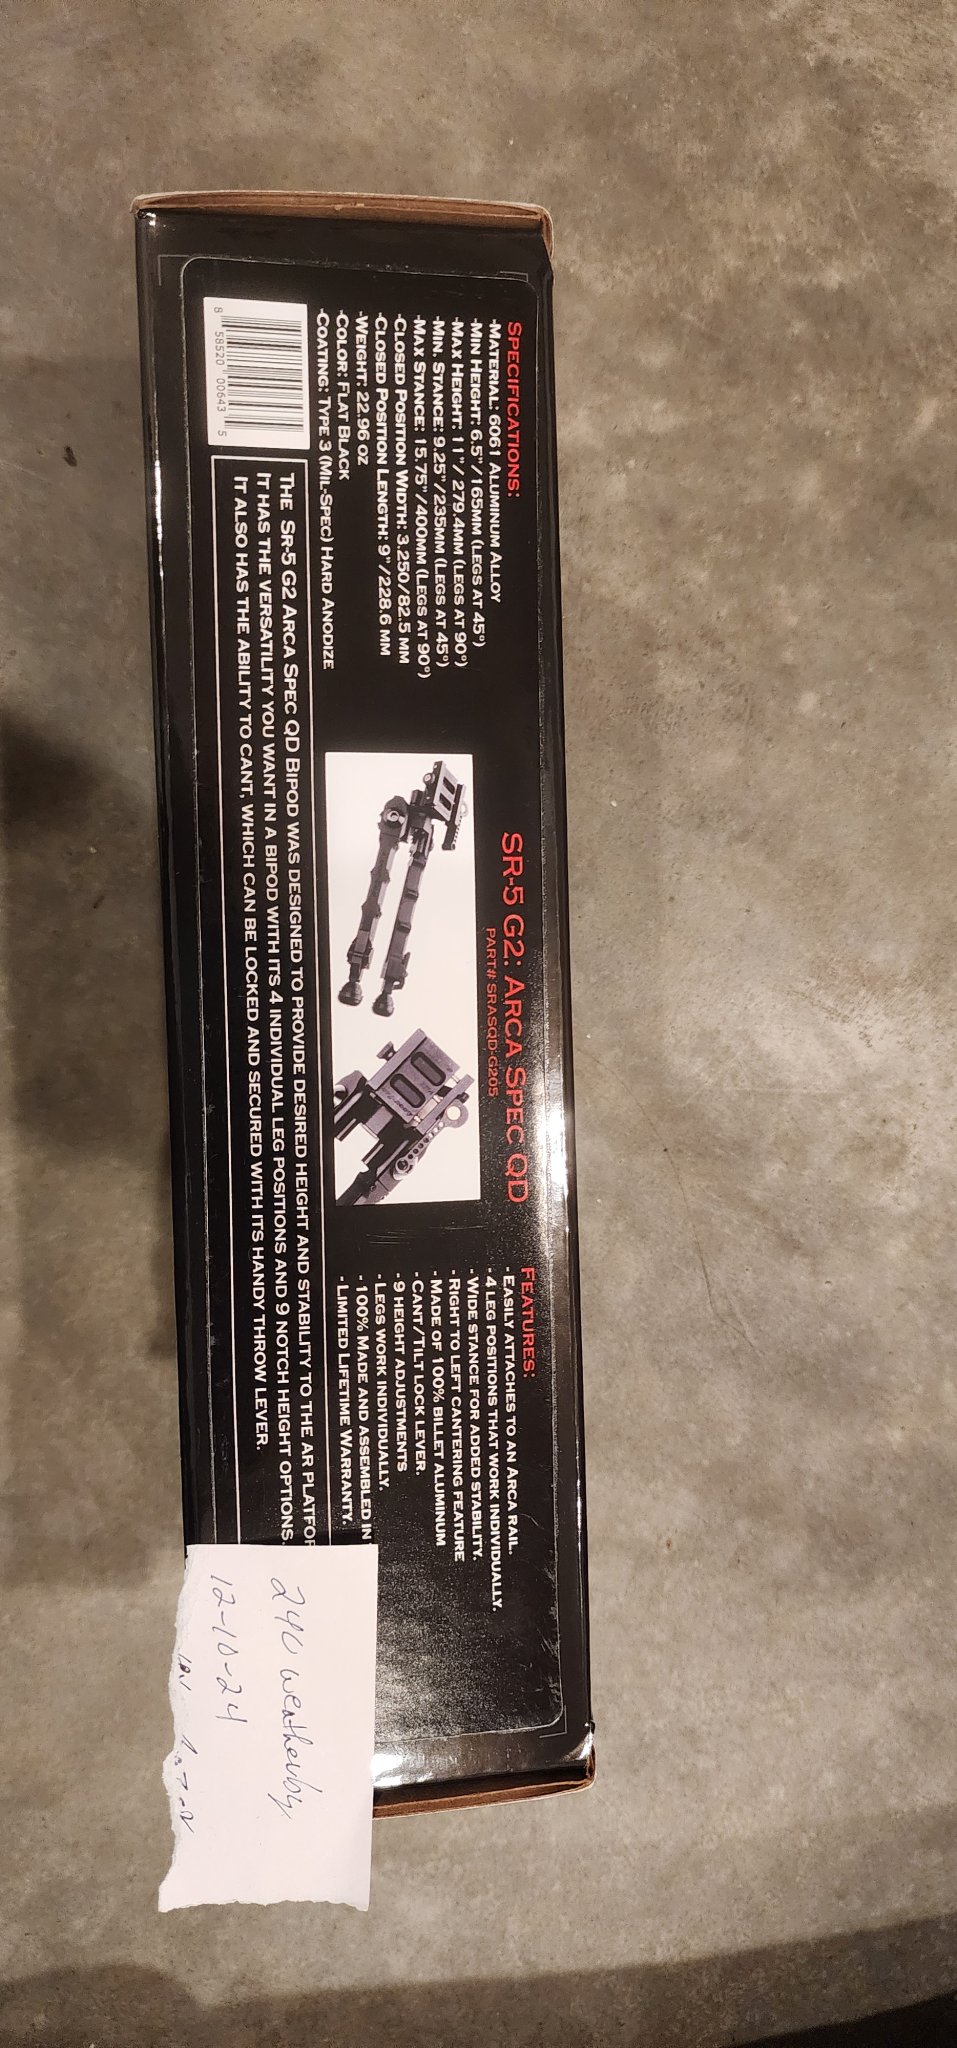 SR-5 G2: ARCA SPEC QD
PART# SRASQD-G205
SPECIFICATIONS:
-MATERIAL: 6061 ALUMINUM ALLOY
-MIN HEIGHT: 6.5"/165MM (LEGS AT 45°)
-MAX HEIGHT: 11"/ 279.4MM (LEGS AT 90°)
-MIN. STANCE: 9.25"/235MM (LEGS AT 45°)
-MAX STANCE: 15.75"/400MM (LEGS AT 90°)
-CLOSED POSITION WIDTH: 3.250/82.5 MM
-CLOSED POSITION LENGTH: 9"/228.6 MM
-WEIGHT: 22.96 OZ
-COLOR: FLAT BLACK
-COATING: TYPE 3 (MIL-SPEC) HARD ANODIZE
FEATURES:
- EASILY ATTACHES TO AN ARCA RAIL.
- 4 LEG POSITIONS THAT WORK INDIVIDUALLY.
- WIDE STANCE FOR ADDED STABILITY.
- RIGHT TO LEFT CANTERING FEATURE
- MADE OF 100% BILLET ALUMINUM
- CANT/TILT LOCK LEVER.
- 9 HEIGHT ADJUSTMENTS
- LEGS WORK INDIVIDUALLY.
- 100% MADE AND ASSEMBLED IN
- LIMITED LIFETIME WARRANTY.
8 58520 00643 5
THE SR-5 G2 ARCA SPEC QD BIPOD WAS DESIGNED TO PROVIDE DESIRED HEIGHT AND STABILITY TO THE AR PLATFOR
IT HAS THE VERSATILITY YOU WANT IN A BIPOD WITH ITS 4 INDIVIDUAL LEG POSITIONS AND 9 NOTCH HEIGHT OPTIONS.
IT ALSO HAS THE ABILITY TO CANT, WHICH CAN BE LOCKED AND SECURED WITH ITS HANDY THROW LEVER.
240 weatherby
12-10-24